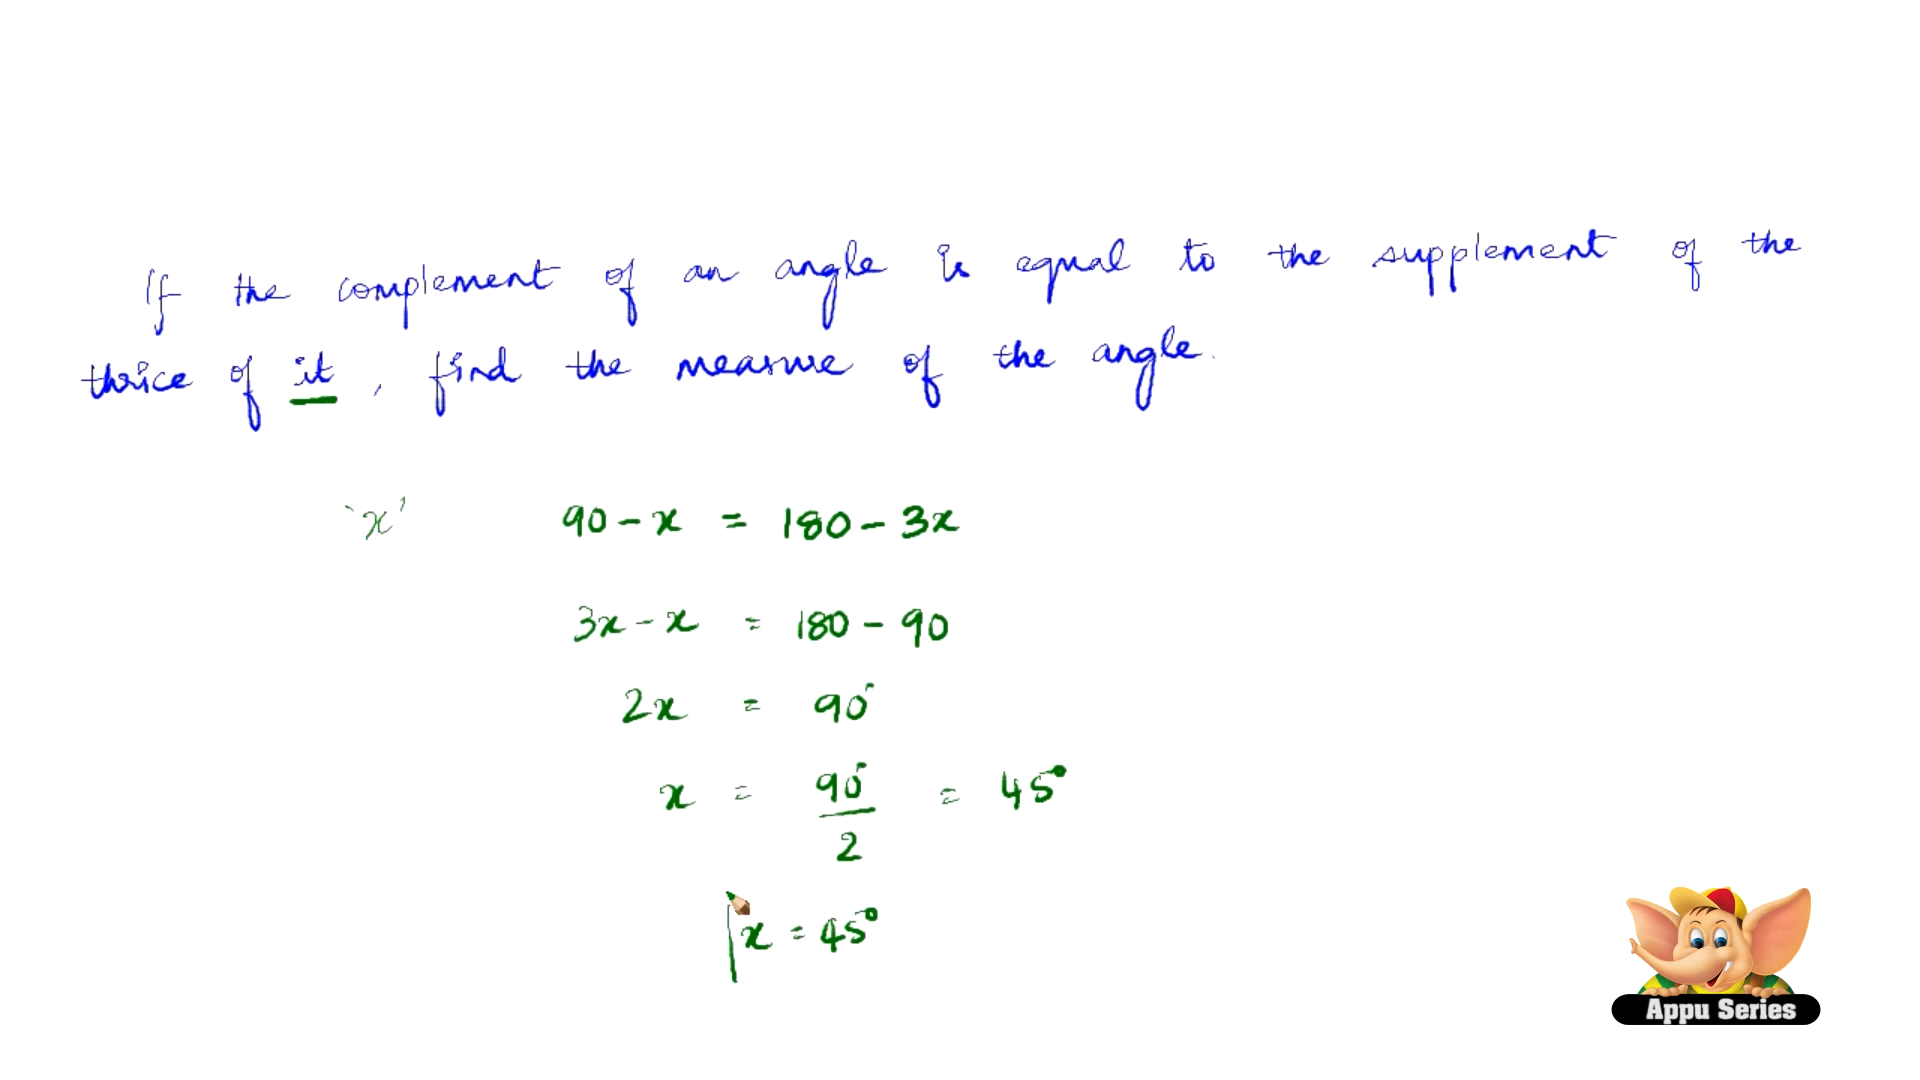 If the complement of an angle is equal to the supplement of the
thrice of it, find the measure of the angle.
'x' 90 - x = 180 - 3x
3x - x = 180 - 90
2x = 90°
x = 90°/2 = 45°
x = 45°
Appu Series